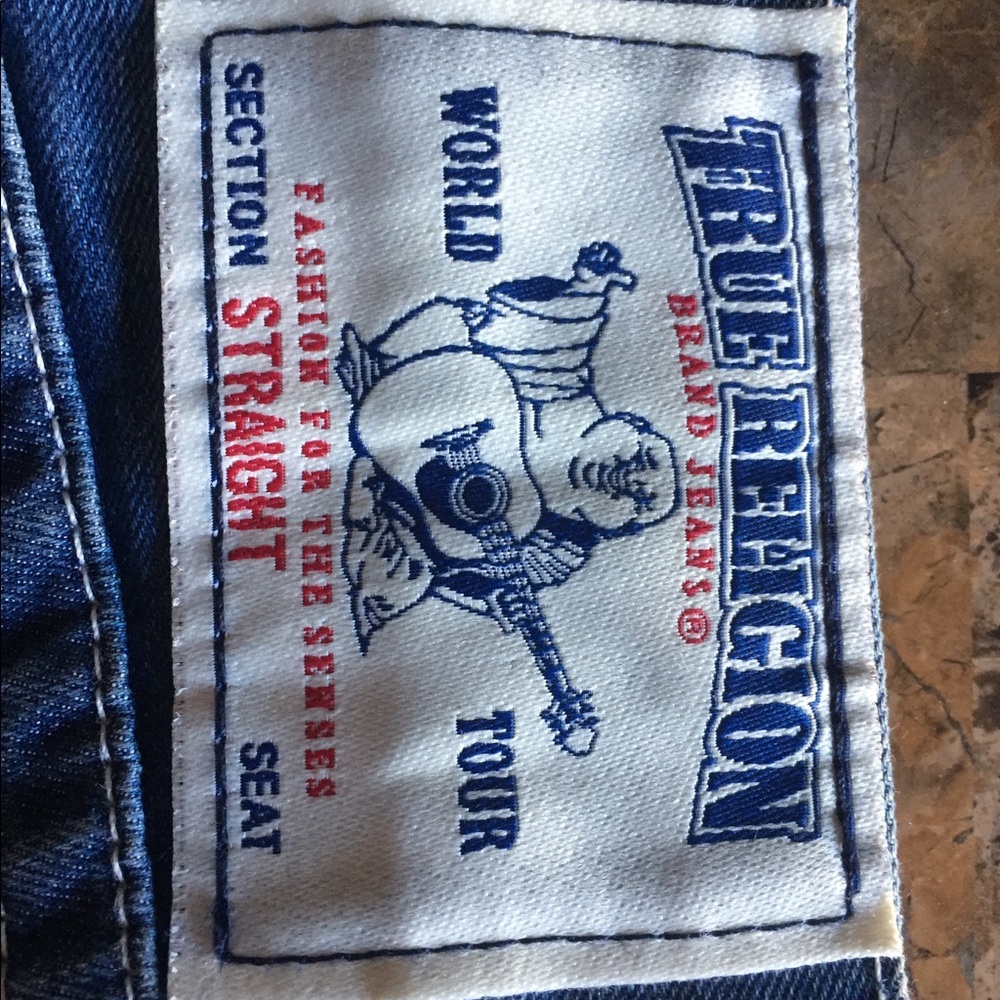 TRUE RELIGION
BRAND JEANS®
WORLD TOUR
FASHION FOR THE SENSES
SECTION STRAIGHT SEAT